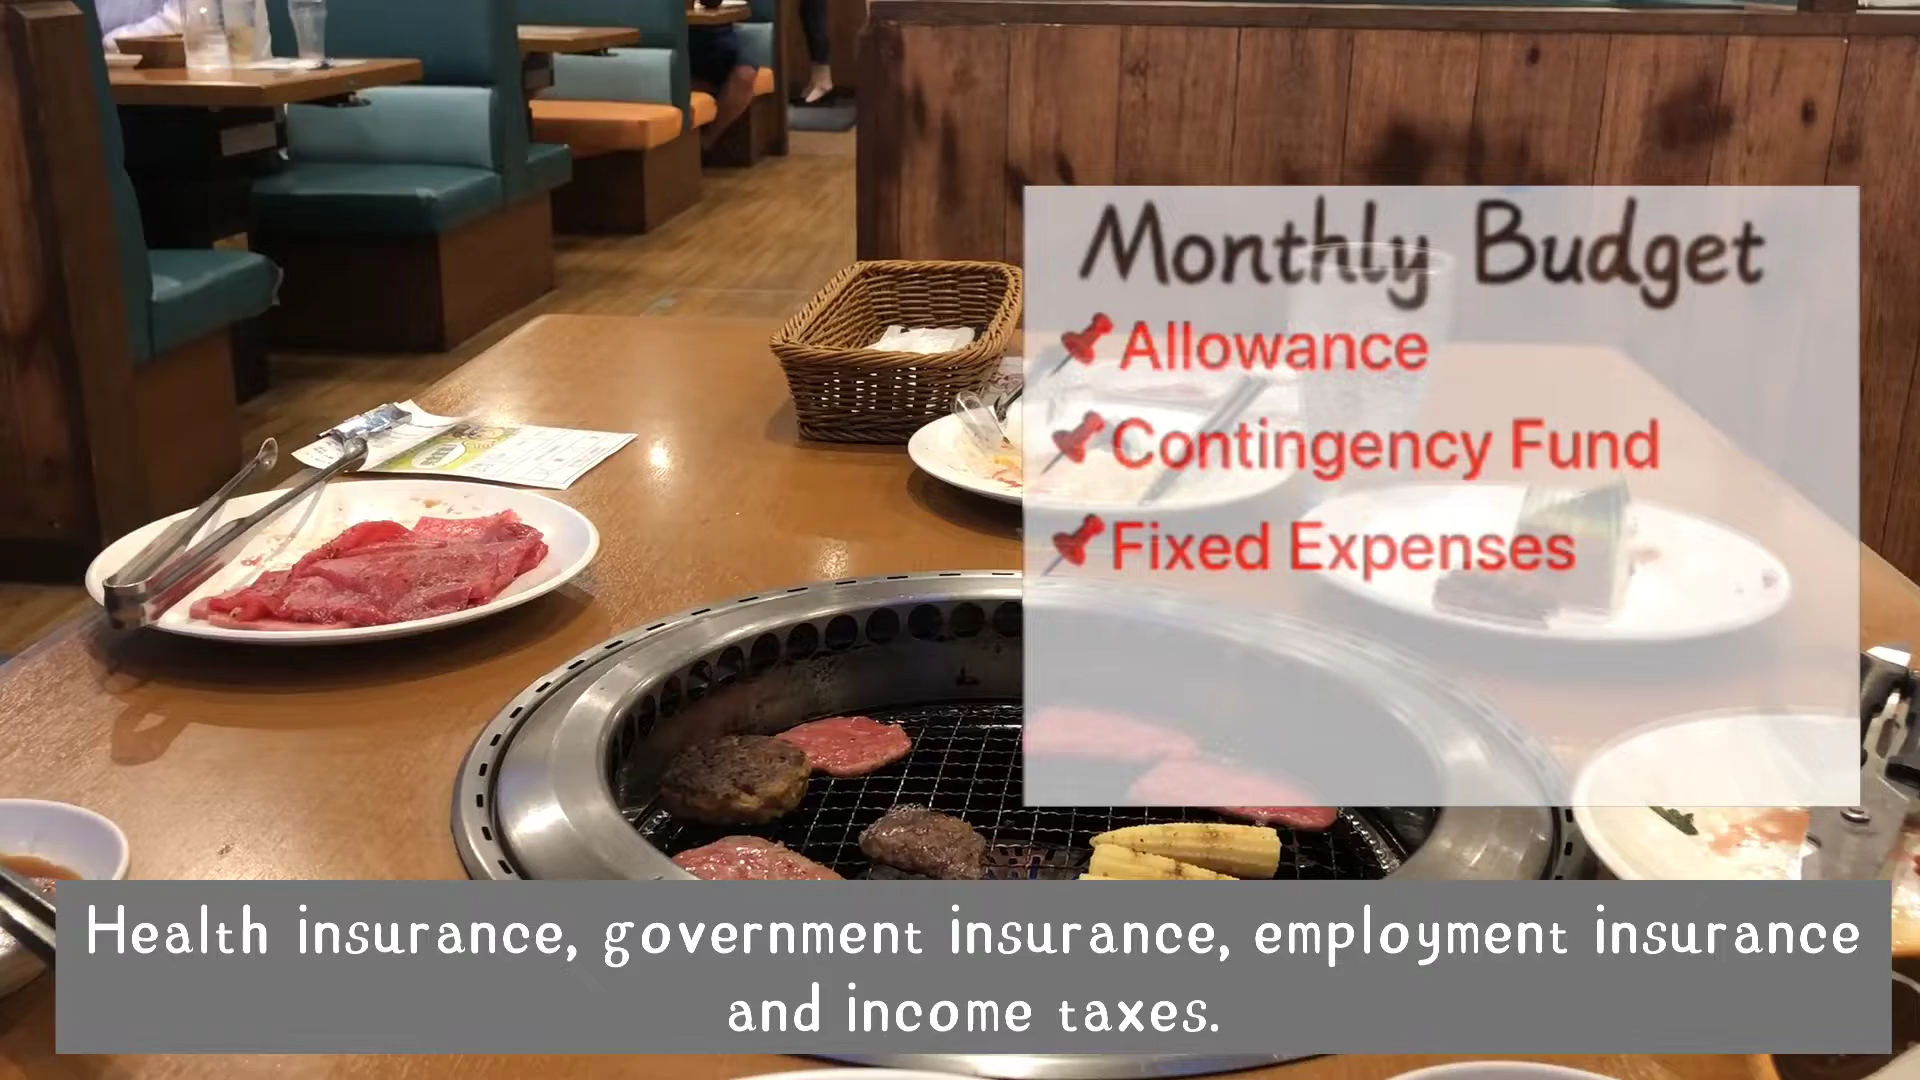 Monthly Budget
Allowance
Contingency Fund
Fixed Expenses
Health insurance, government insurance, employment insurance
and income taxes.